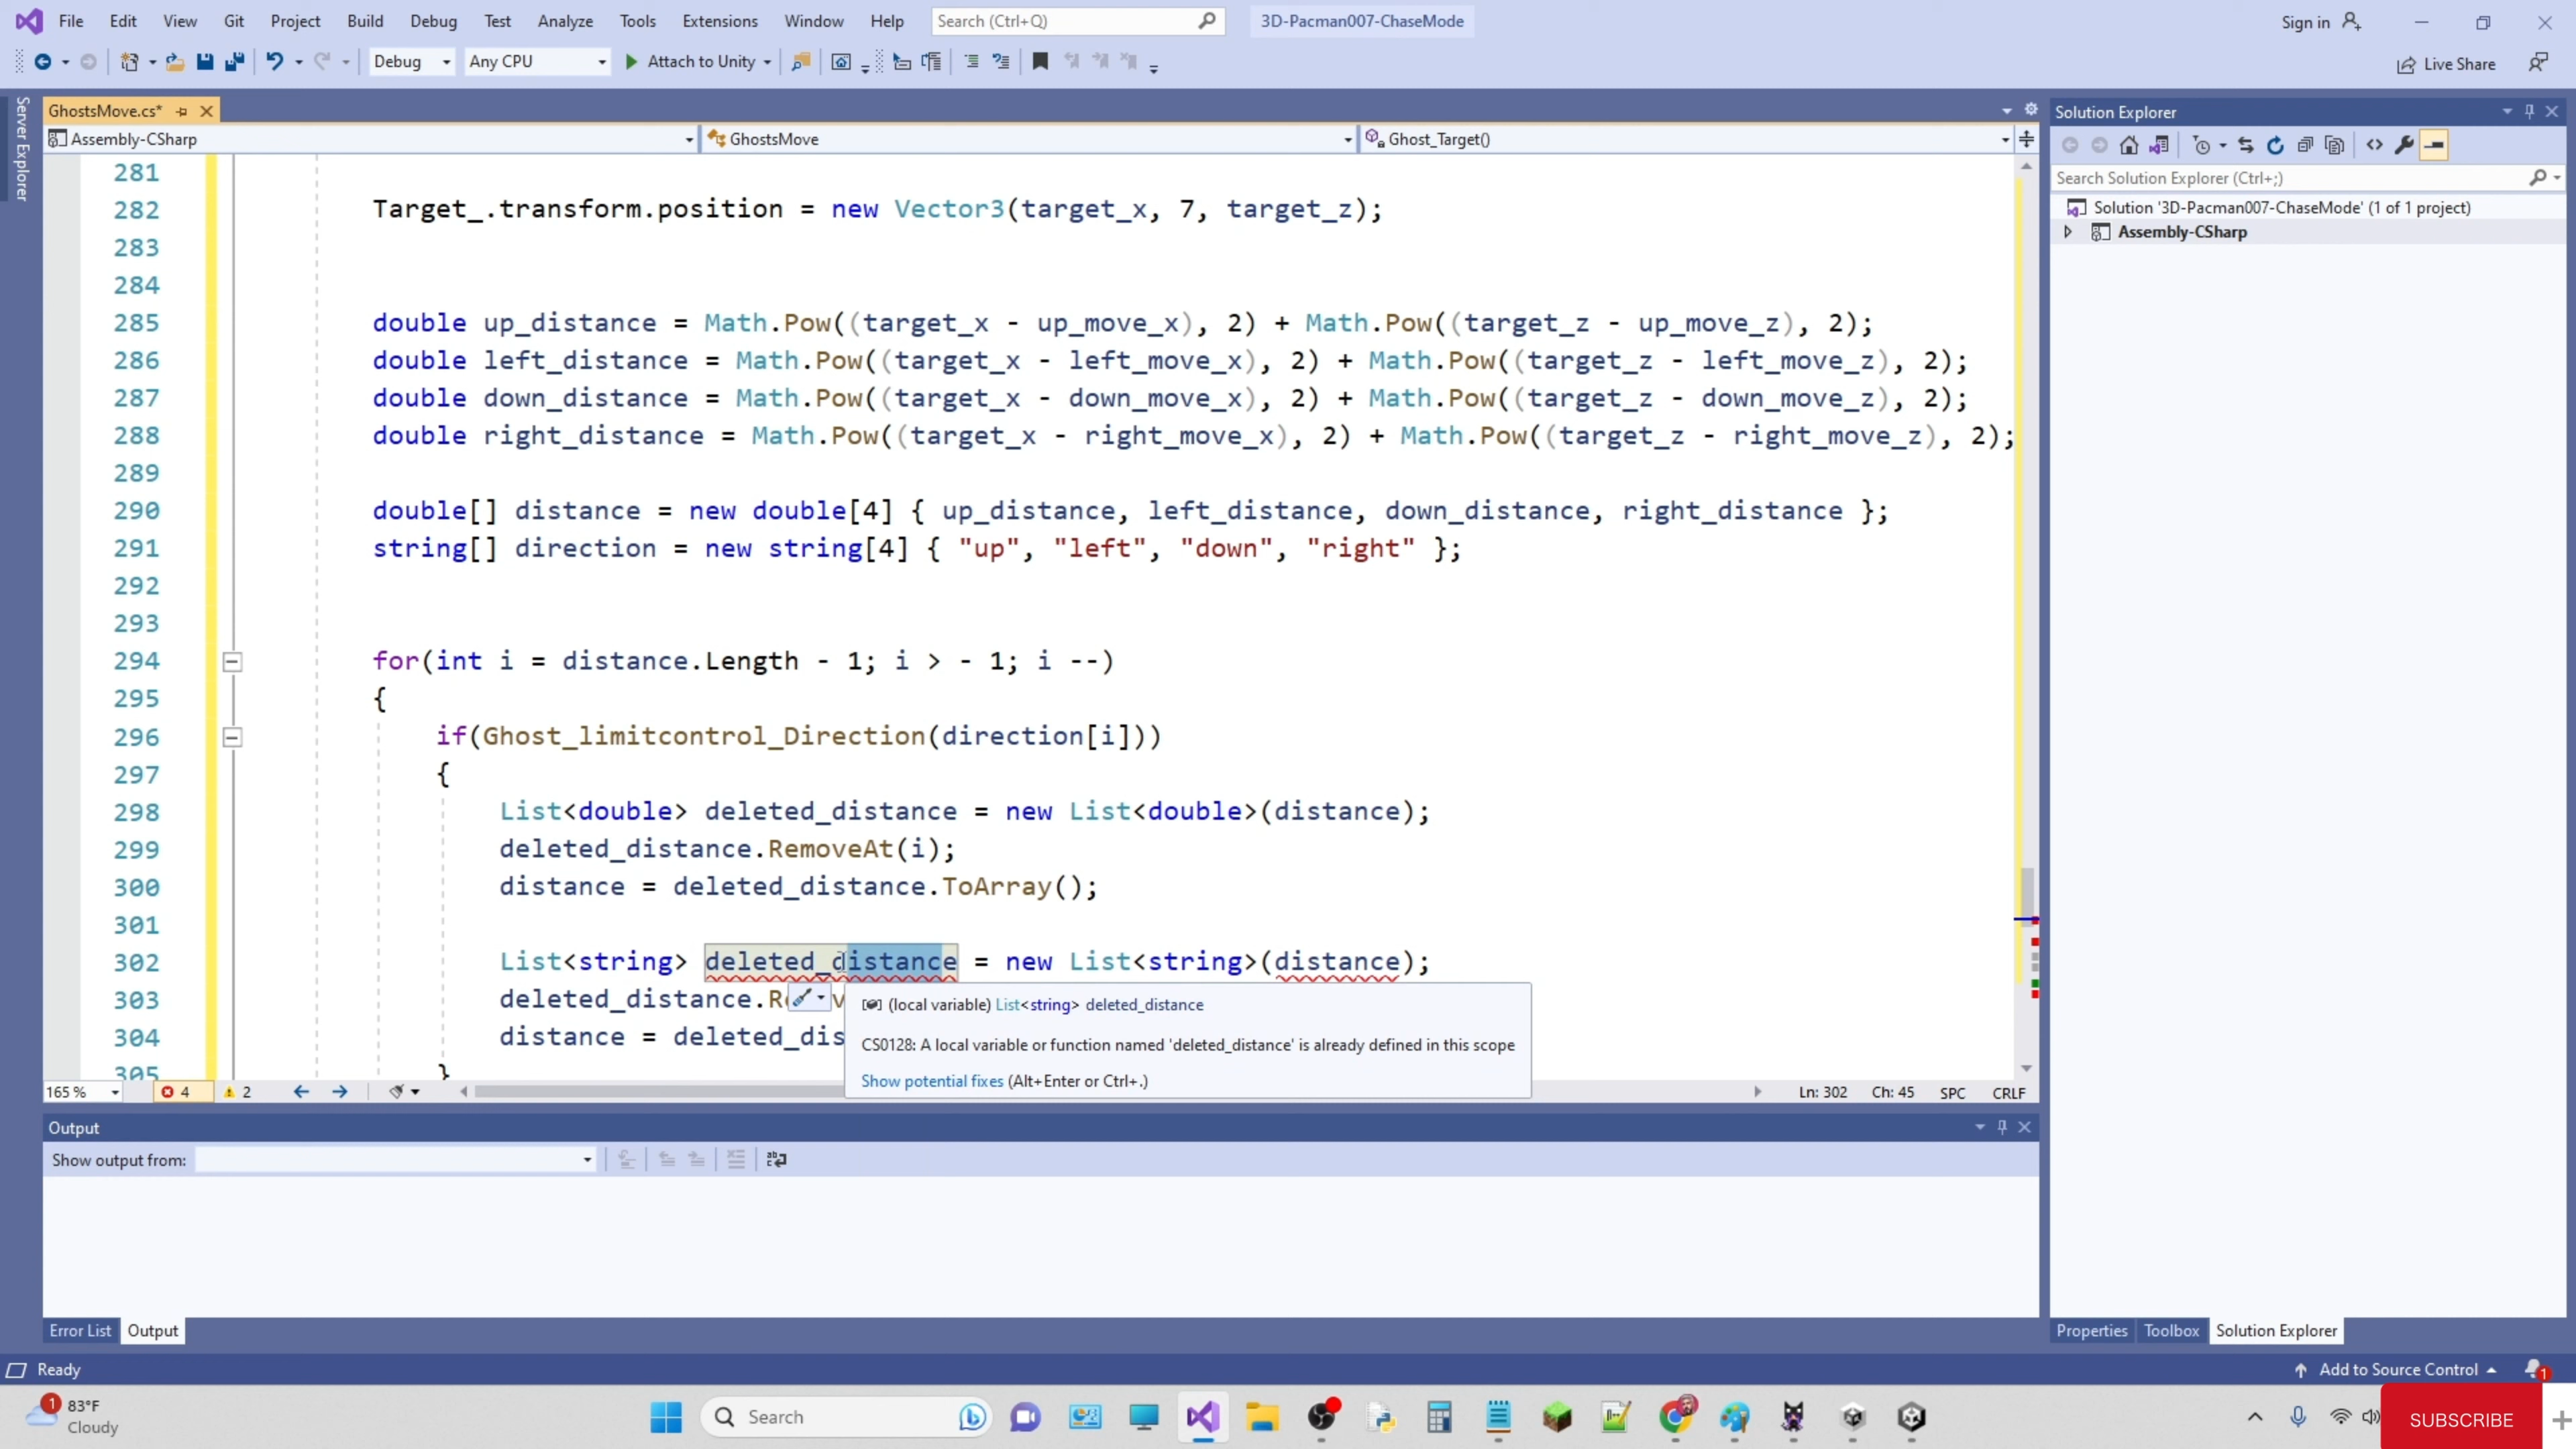 File Edit View Git Project Build Debug Test Analyze Tools Extensions Window Help Search (Ctrl+Q) 3D-Pacman007-ChaseMode Sign in
Debug Any CPU Attach to Unity Live Share
Server Explorer
GhostsMove.cs*
Assembly-CSharp GhostsMove Ghost_Target()
281
282 Target_.transform.position = new Vector3(target_x, 7, target_z);
283
284
285 double up_distance = Math.Pow((target_x - up_move_x), 2) + Math.Pow((target_z - up_move_z), 2);
286 double left_distance = Math.Pow((target_x - left_move_x), 2) + Math.Pow((target_z - left_move_z), 2);
287 double down_distance = Math.Pow((target_x - down_move_x), 2) + Math.Pow((target_z - down_move_z), 2);
288 double right_distance = Math.Pow((target_x - right_move_x), 2) + Math.Pow((target_z - right_move_z), 2);
289
290 double[] distance = new double[4] { up_distance, left_distance, down_distance, right_distance };
291 string[] direction = new string[4] { "up", "left", "down", "right" };
292
293
294 for(int i = distance.Length - 1; i > - 1; i --)
295 {
296 if(Ghost_limitcontrol_Direction(direction[i]))
297 {
298 List<double> deleted_distance = new List<double>(distance);
299 deleted_distance.RemoveAt(i);
300 distance = deleted_distance.ToArray();
301
302 List<string> deleted_distance = new List<string>(distance);
303 deleted_distance.R
304 distance = deleted_dis
305 }
(local variable) List<string> deleted_distance
CS0128: A local variable or function named 'deleted_distance' is already defined in this scope
Show potential fixes (Alt+Enter or Ctrl+.)
165 % 4 2 Ln: 302 Ch: 45 SPC CRLF
Output
Show output from:
Error List Output
Solution Explorer
Search Solution Explorer (Ctrl+;)
Solution '3D-Pacman007-ChaseMode' (1 of 1 project)
Assembly-CSharp
Properties Toolbox Solution Explorer
Ready Add to Source Control 1
1 83°F
Cloudy
Search
SUBSCRIBE